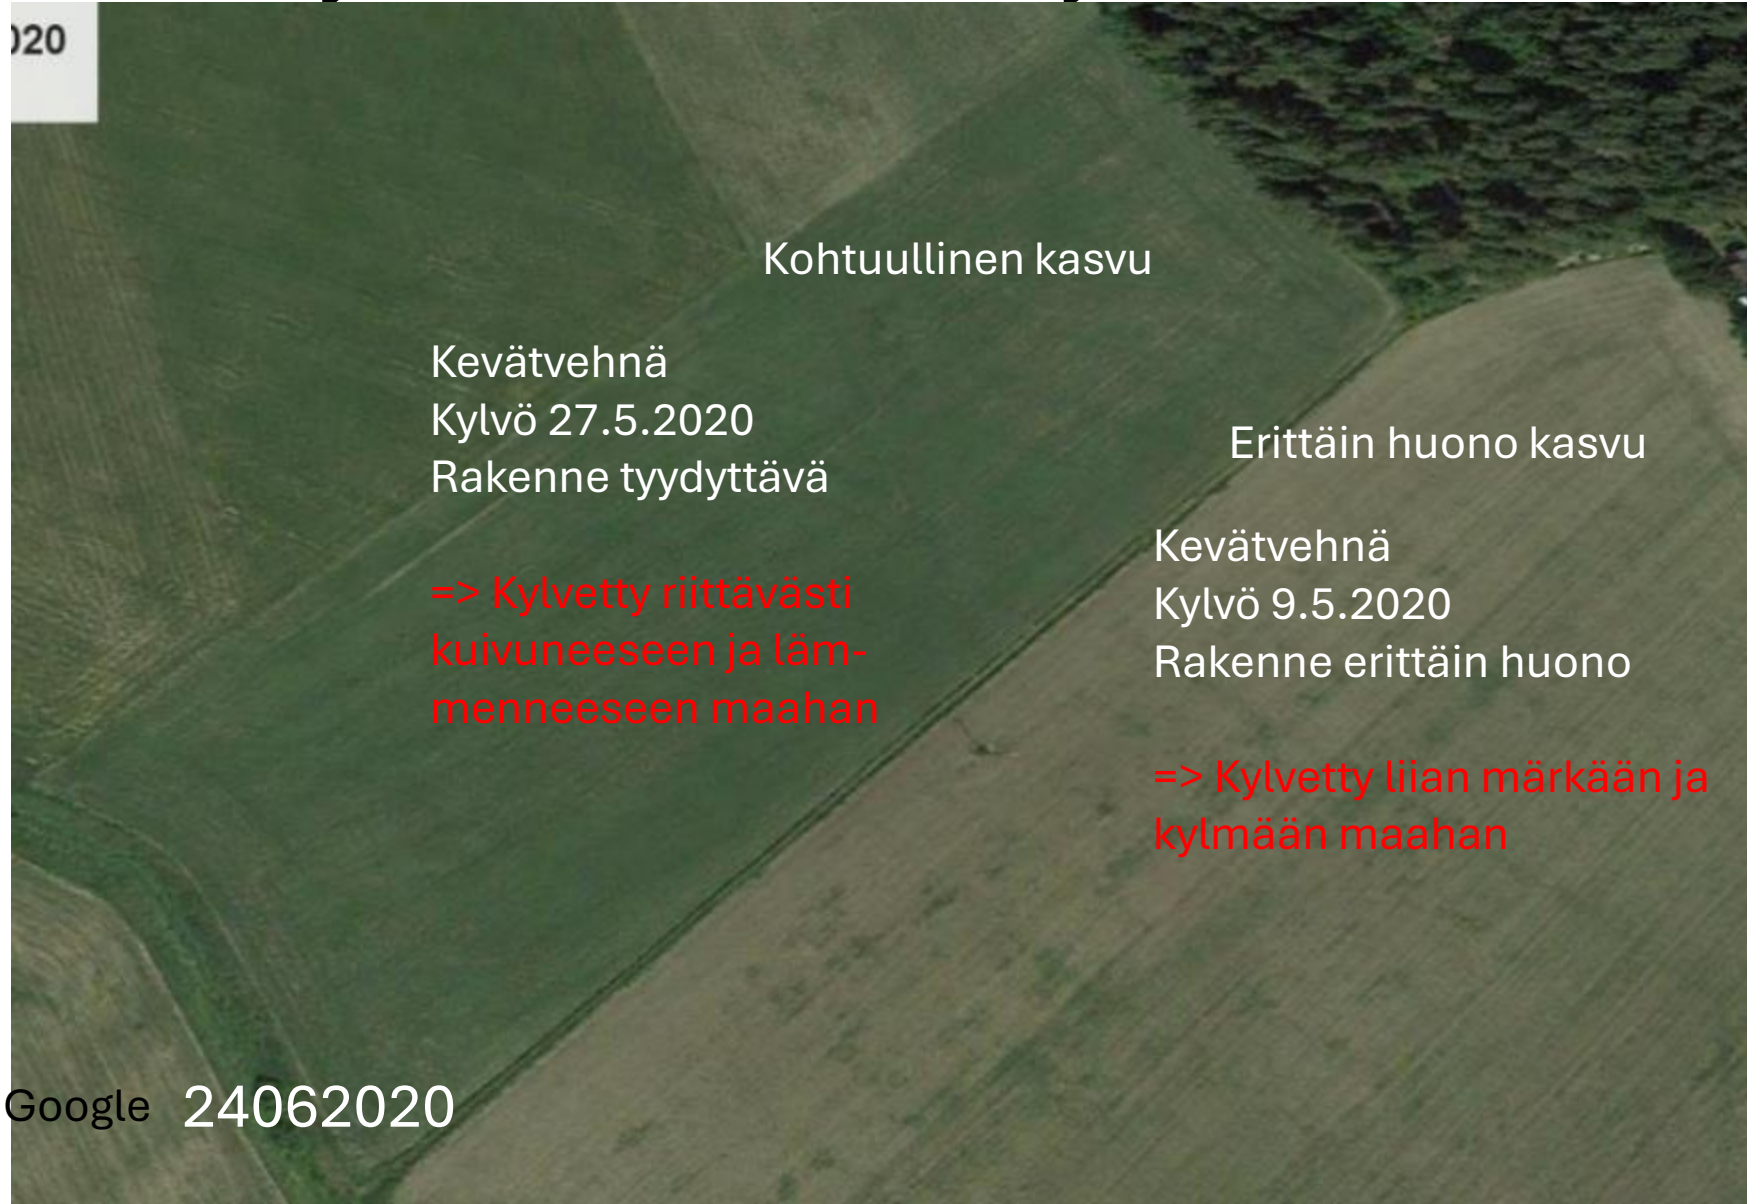 020
Kohtuullinen kasvu
Kevätvehnä
Kylvö 27.5.2020
Rakenne tyydyttävä
=> Kylvetty riittävästi
kuivuneeseen ja läm-
menneeseen maahan
Erittäin huono kasvu
Kevätvehnä
Kylvö 9.5.2020
Rakenne erittäin huono
=> Kylvetty liian märkään ja
kylmään maahan
Google 24062020